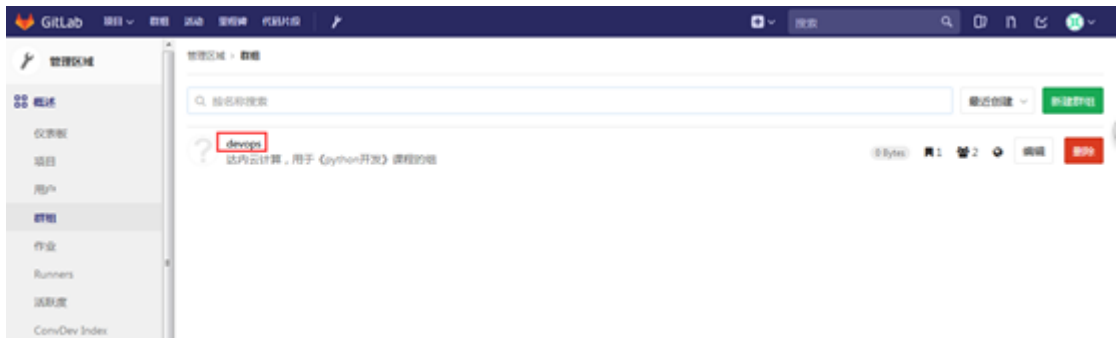 GitLab 项目 群组 活动 里程碑 代码片段 搜索
管理区域
管理区域 > 群组
概述
按名称搜索
最近创建
新建群组
仪表板
devops
达内云计算，用于《python开发》课程的组
0 Bytes 1 2 编辑 删除
项目
用户
群组
作业
Runners
活跃度
ConvDev Index